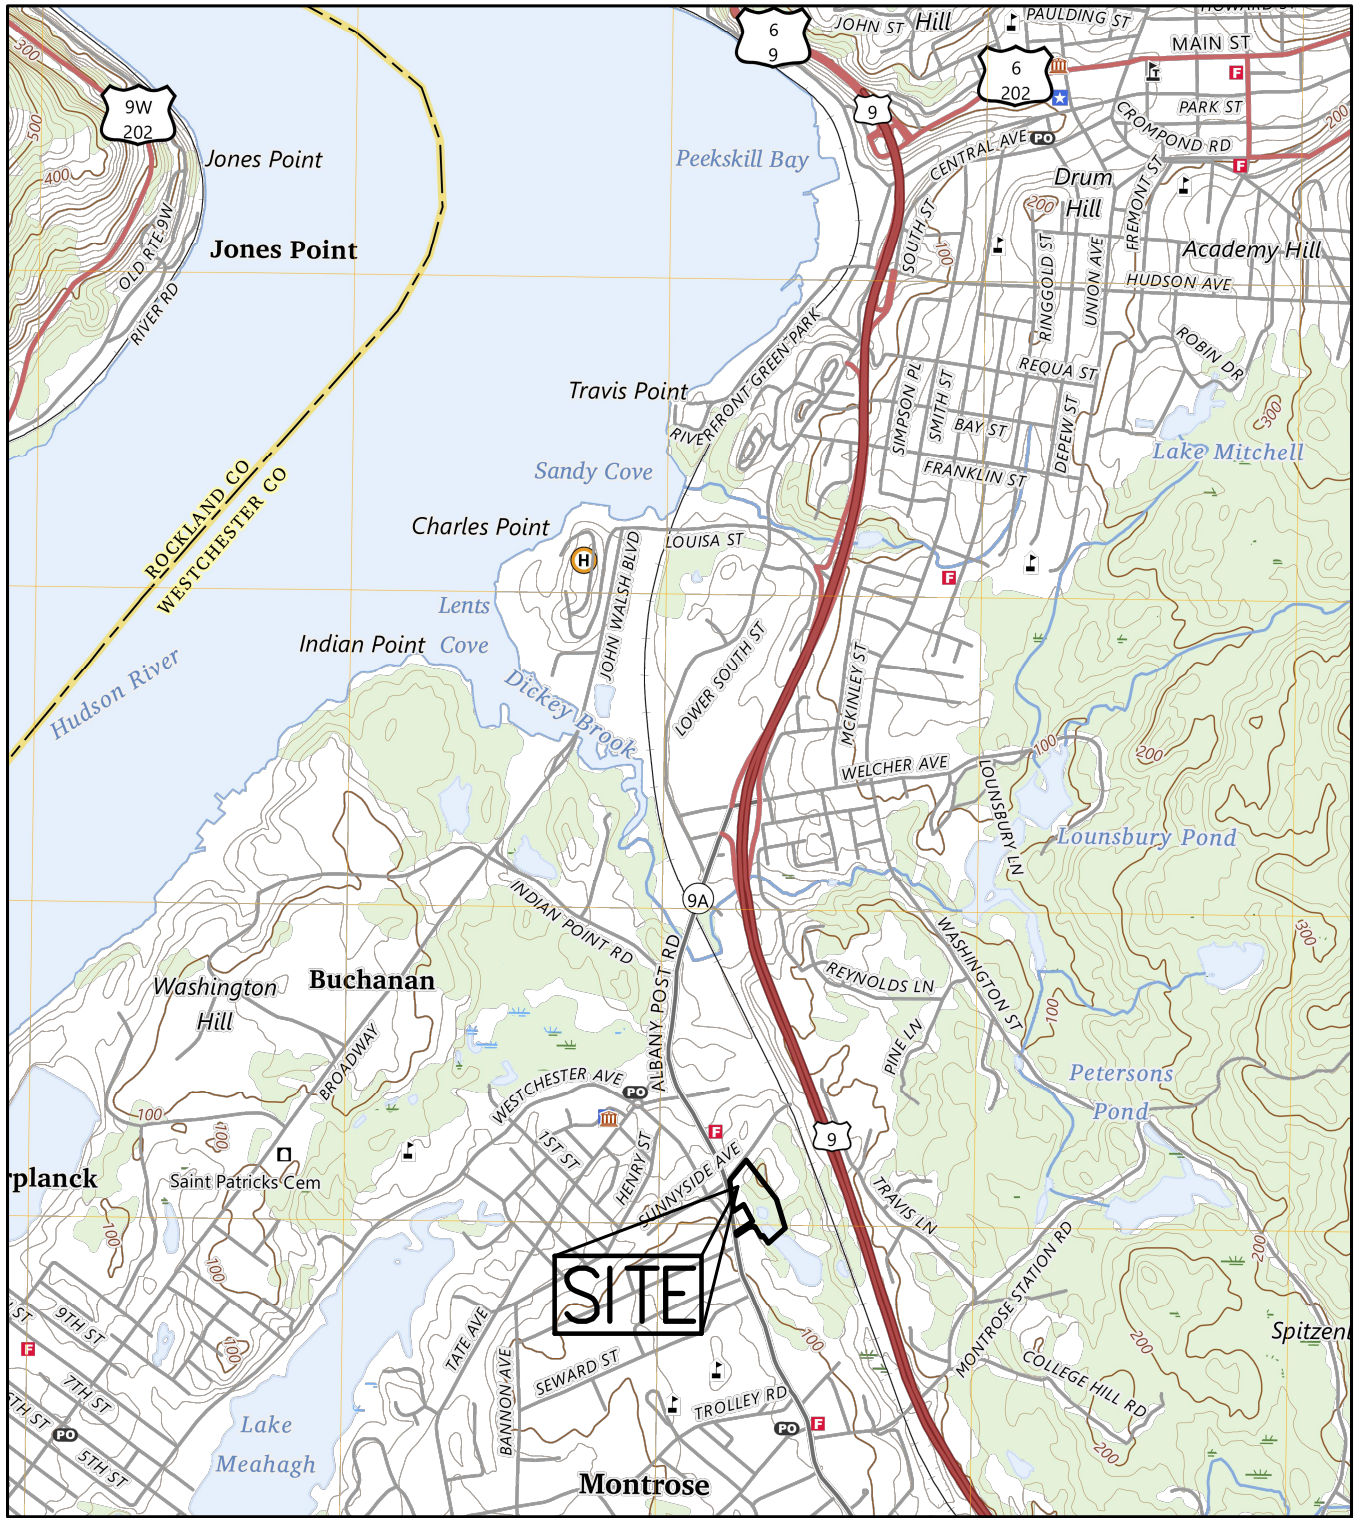 JOHN ST
Hill
PAULDING ST
HOWARD ST
MAIN ST
6
9
6
202
9
F
PARK ST
CROMPOND RD
200
300
500
400
9W
202
Jones Point
Jones Point
OLD RTE 9W
RIVER RD
Peekskill Bay
CENTRAL AVE
PO
F
Drum
Hill
200
SOUTH ST
100
FREMONT ST
Academy Hill
HUDSON AVE
RINGGOLD ST
UNION AVE
ROBIN DR
REQUA ST
SIMPSON PL
SMITH ST
BAY ST
DEPEW ST
FRANKLIN ST
300
Lake Mitchell
RIVERFRONT GREEN PARK
Travis Point
Sandy Cove
Charles Point
H
LOUISA ST
JOHN WALSH BLVD
ROCKLAND CO
WESTCHESTER CO
Lents
Cove
Indian Point
Hudson River
Dickey Brook
LOWER SOUTH ST
MCKINLEY ST
F
WELCHER AVE
100
200
LOUNSBURY LN
Lounsbury Pond
9A
INDIAN POINT RD
ALBANY POST RD
WASHINGTON ST
REYNOLDS LN
PINE LN
100
300
Buchanan
Washington
Hill
BROADWAY
Petersons
Pond
WESTCHESTER AVE
PO
F
1ST ST
HENRY ST
SUNNYSIDE AVE
9
TRAVIS LN
100
100
Saint Patricks Cem
rplanck
100
100
100
SITE
MONTROSE STATION RD
200
Spitzen
200
COLLEGE HILL RD
200
100
ST
9TH ST
F
7TH ST
TH ST
PO
5TH ST
Lake
Meahagh
TATE AVE
BANNON AVE
SEWARD ST
TROLLEY RD
PO
F
Montrose